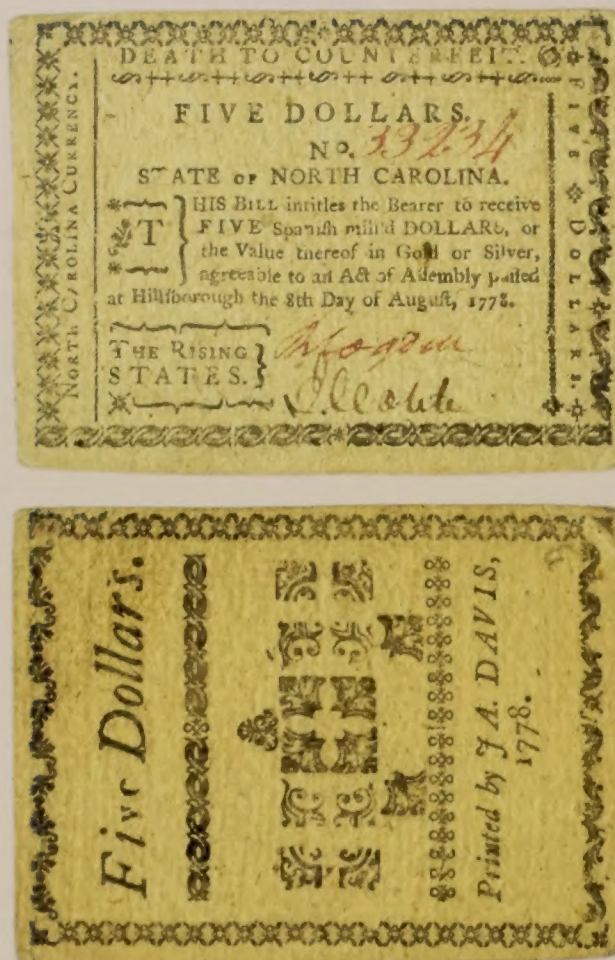 DEATH TO COUNTERFEIT.
NORTH CAROLINA CURRENCY.
FIVE DOLLARS.
FIVE DOLLARS.
No. 33234
STATE OF NORTH CAROLINA.
THIS BILL intitles the Bearer to receive
FIVE Spanish mill'd DOLLARS, or
the Value thereof in Gold or Silver,
agreeable to an Act of Assembly passed
at Hillsborough the 8th Day of August, 1778.
THE RISING
STATES.
Five Dollars.
Printed by J A. DAVIS,
1778.